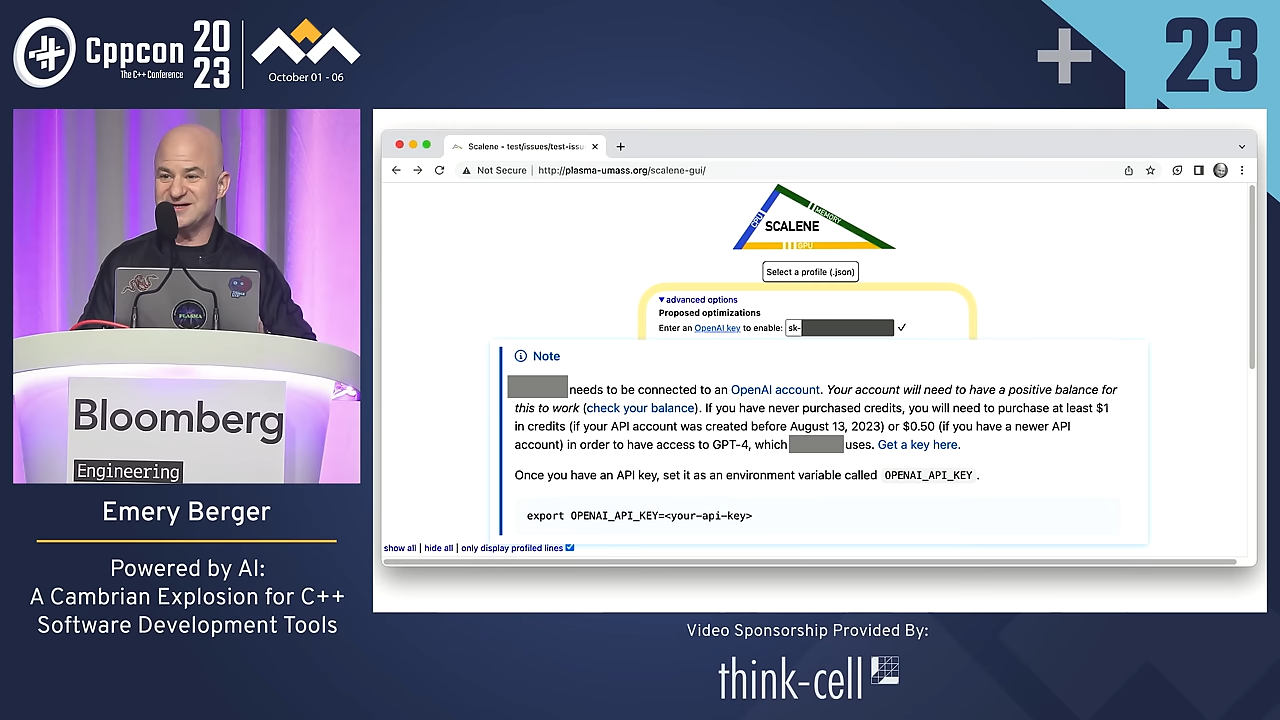 Cppcon
The C++ Conference
20
23
October 01 - 06
23
Scalene - test/issues/test-issu
Not Secure | http://plasma-umass.org/scalene-gui/
GPU
MEMORY
SCALENE
GPU
Select a profile (.json)
▼advanced options
Proposed optimizations
Enter an OpenAI key to enable: sk-
✓
Note
needs to be connected to an OpenAI account. Your account will need to have a positive balance for
this to work (check your balance). If you have never purchased credits, you will need to purchase at least $1
in credits (if your API account was created before August 13, 2023) or $0.50 (if you have a newer API
account) in order to have access to GPT-4, which uses. Get a key here.
Once you have an API key, set it as an environment variable called OPENAI_API_KEY.
export OPENAI_API_KEY=<your-api-key>
show all | hide all | only display profiled lines
PLASMA
Bloomberg
Engineering
Emery Berger
Powered by AI:
A Cambrian Explosion for C++
Software Development Tools
Video Sponsorship Provided By:
think-cell